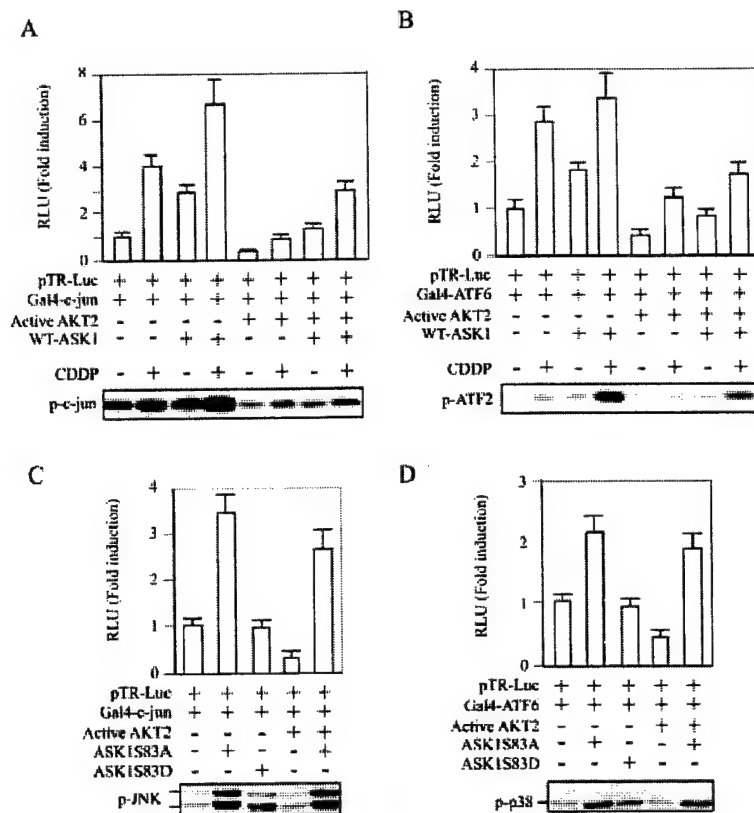 A
RLU (Fold induction)
8
6
4
2
0
pTR-Luc + + + + + + + +
Gal4-c-jun + + + + + + + +
Active AKT2 - - - - + + + +
WT-ASK1 - - + + - - + +
CDDP - + - + - + - +
p-c-jun
B
RLU (Fold induction)
4
3
2
1
0
pTR-Luc + + + + + + + +
Gal4-ATF6 + + + + + + + +
Active AKT2 - - - - + + + +
WT-ASK1 - - + + - - + +
CDDP - + - + - + - +
p-ATF2
C
RLU (Fold induction)
4
3
2
1
0
pTR-Luc + + + + +
Gal4-c-jun + + + + +
Active AKT2 - - - + +
ASK1S83A - + - - +
ASK1S83D - - + - -
p-JNK
D
RLU (Fold induction)
3
2
1
0
pTR-Luc + + + + +
Gal4-ATF6 + + + + +
Active AKT2 - - - + +
ASK1S83A - + - - +
ASK1S83D - - + - -
p-p38